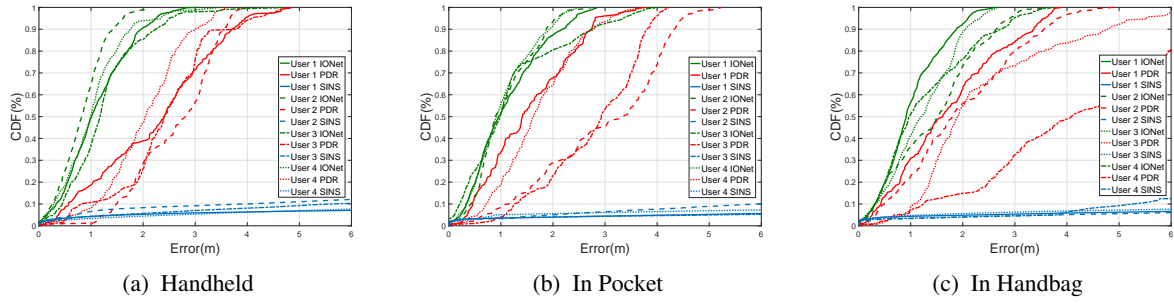 1
0.9
0.8
0.7
0.6
0.5
0.4
0.3
0.2
0.1
0
CDF(%)
0 1 2 3 4 5 6
Error(m)
User 1 IONet
User 1 PDR
User 1 SINS
User 2 IONet
User 2 PDR
User 2 SINS
User 3 IONet
User 3 PDR
User 3 SINS
User 4 IONet
User 4 PDR
User 4 SINS
(a) Handheld
1
0.9
0.8
0.7
0.6
0.5
0.4
0.3
0.2
0.1
0
CDF(%)
0 1 2 3 4 5 6
Error(m)
User 1 IONet
User 1 PDR
User 1 SINS
User 2 IONet
User 2 PDR
User 2 SINS
User 3 IONet
User 3 PDR
User 3 SINS
User 4 IONet
User 4 PDR
User 4 SINS
(b) In Pocket
1
0.9
0.8
0.7
0.6
0.5
0.4
0.3
0.2
0.1
0
CDF(%)
0 1 2 3 4 5 6
Error(m)
User 1 IONet
User 1 PDR
User 1 SINS
User 2 IONet
User 2 PDR
User 2 SINS
User 3 IONet
User 3 PDR
User 3 SINS
User 4 IONet
User 4 PDR
User 4 SINS
(c) In Handbag